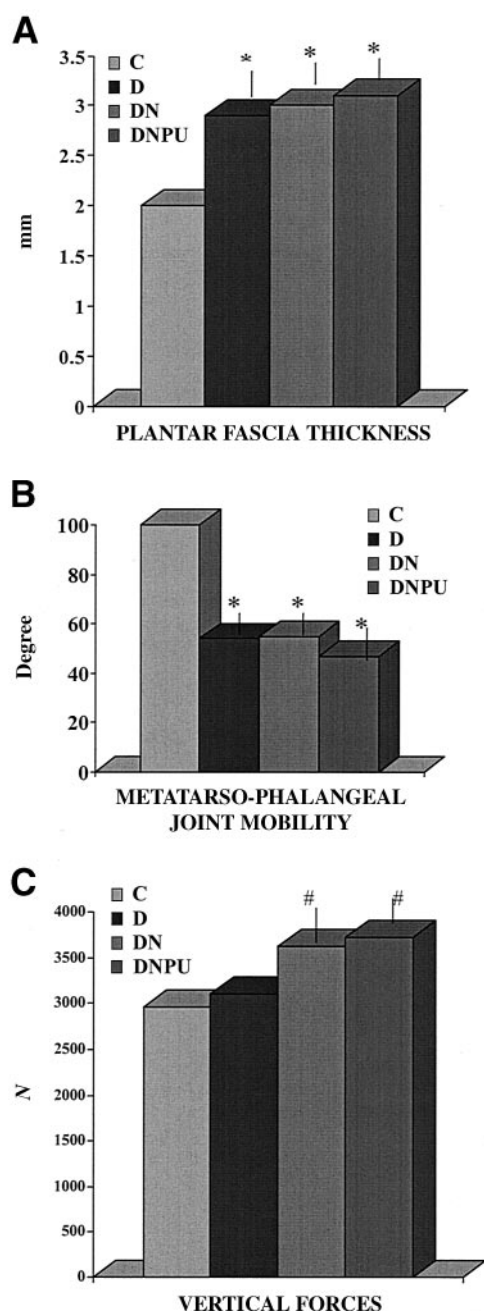 A
3.5
3
2.5
2
1.5
1
0.5
0
mm
C
D
DN
DNPU
*
*
*
PLANTAR FASCIA THICKNESS
B
100
80
60
40
20
0
Degree
C
D
DN
DNPU
*
*
*
METATARSO-PHALANGEAL
JOINT MOBILITY
C
4000
3500
3000
2500
2000
1500
1000
500
0
N
C
D
DN
DNPU
#
#
VERTICAL FORCES